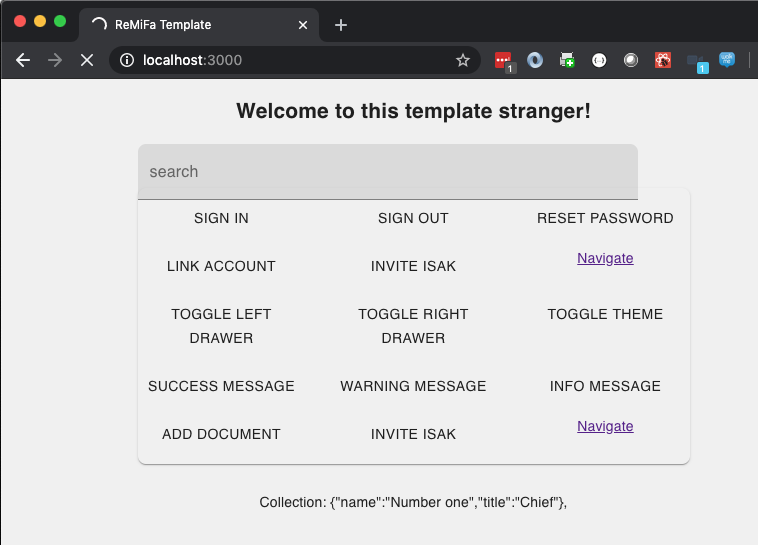 ReMiFa Template
localhost:3000
1
1
Welcome to this template stranger!
search
SIGN IN SIGN OUT RESET PASSWORD
LINK ACCOUNT INVITE ISAK Navigate
TOGGLE LEFT DRAWER TOGGLE RIGHT DRAWER TOGGLE THEME
SUCCESS MESSAGE WARNING MESSAGE INFO MESSAGE
ADD DOCUMENT INVITE ISAK Navigate
Collection: {"name":"Number one","title":"Chief"},